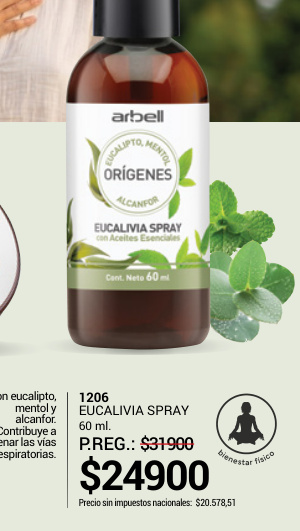 arbell
EUCALIPTO, MENTOL
ORÍGENES
ALCANFOR
EUCALIVIA SPRAY
con Aceites Esenciales
Cont. Neto 60 ml
on eucalipto,
mentol y
alcanfor.
Contribuye a
enar las vías
espiratorias.
1206
EUCALIVIA SPRAY
60 ml.
P.REG.: $31900
$24900
Precio sin impuestos nacionales: $20.578,51
bienestar físico